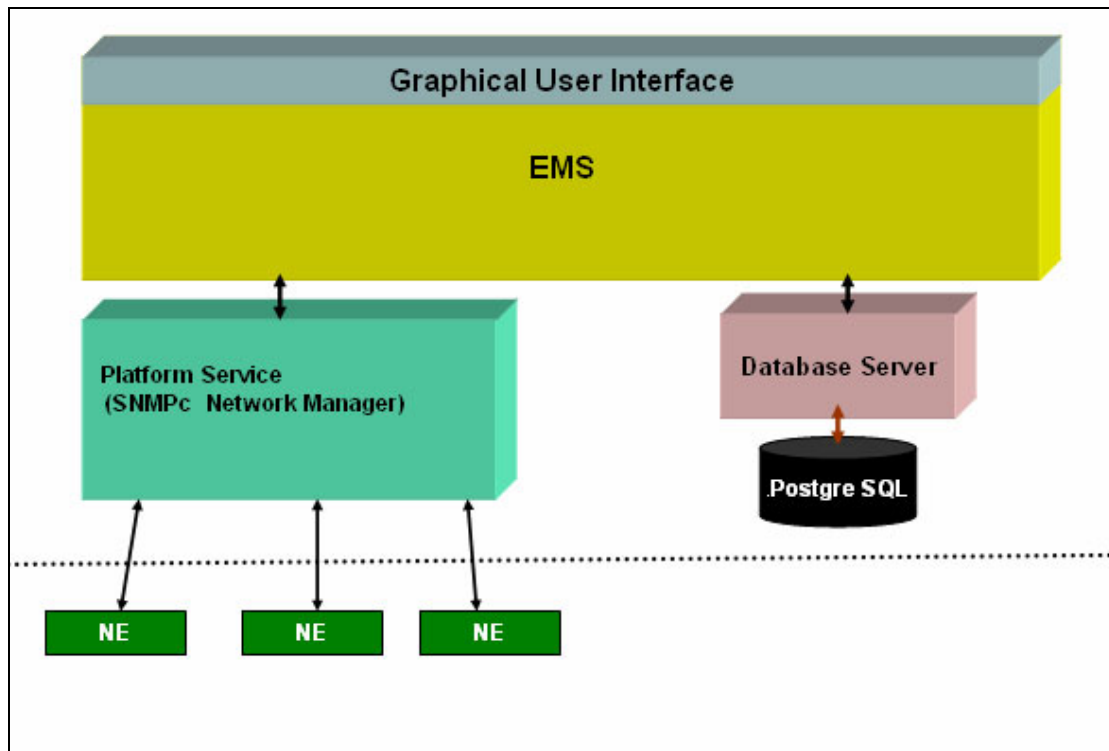 Graphical User Interface
EMS
Platform Service
(SNMPc Network Manager)
Database Server
.Postgre SQL
NE
NE
NE